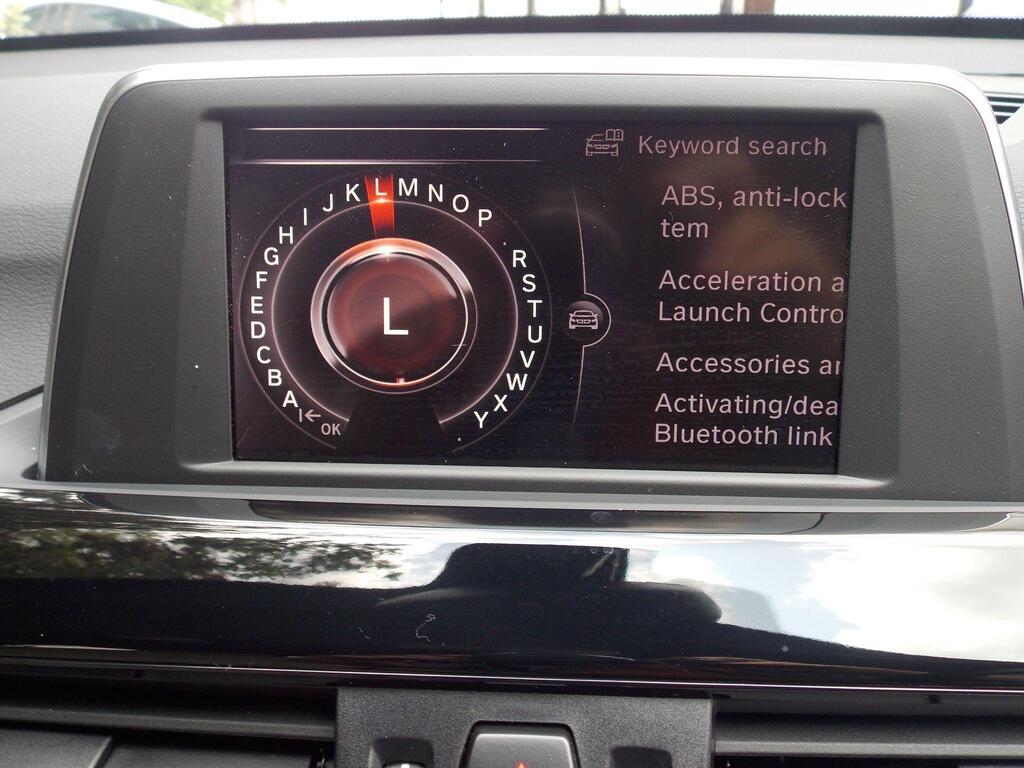 Keyword search
ABS, anti-lock
tem
Acceleration a
Launch Contro
Accessories ar
Activating/dea
Bluetooth link
A B C D E F G H I J K L M N O P R S T U V W X Y
L
OK